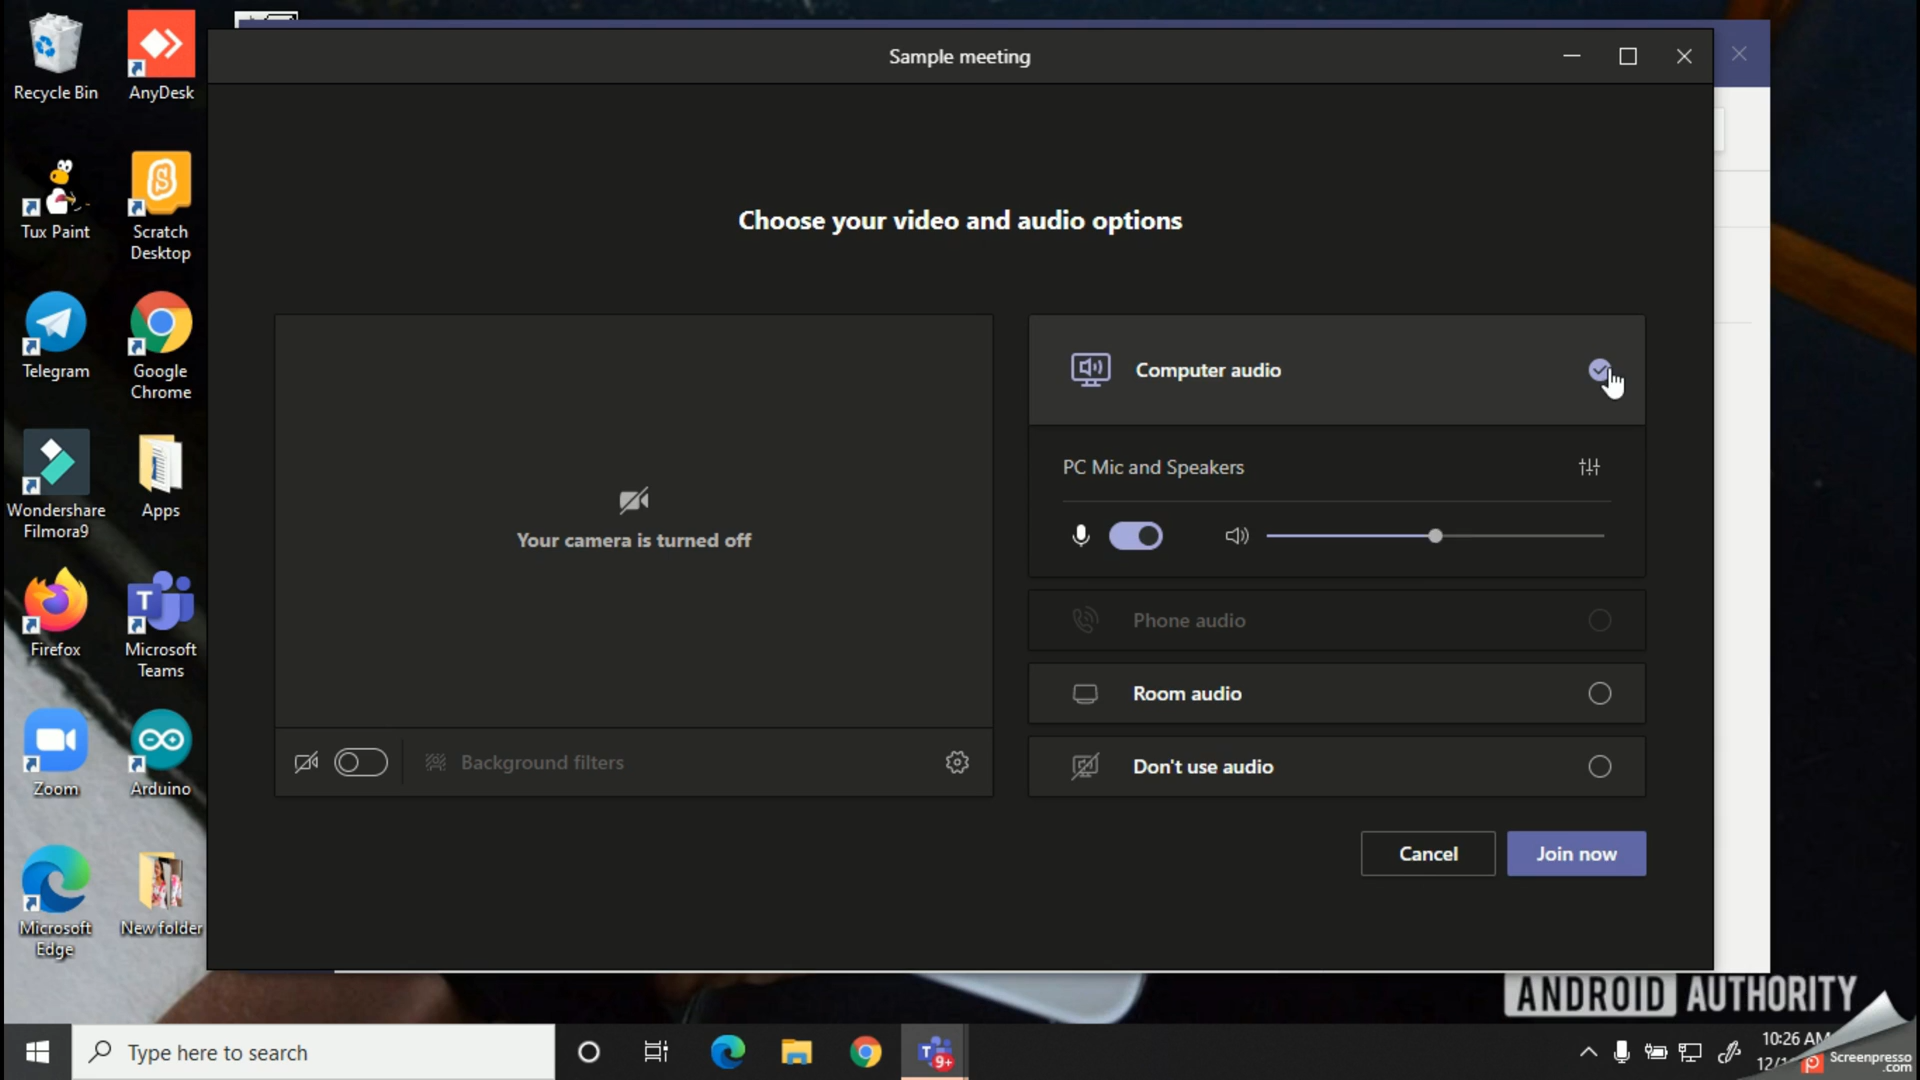 Recycle Bin
AnyDesk
Tux Paint
Scratch
Desktop
Telegram
Google
Chrome
Wondershare
Filmora9
Apps
Firefox
Microsoft
Teams
Zoom
Arduino
Microsoft
Edge
New folder
Sample meeting
Choose your video and audio options
Your camera is turned off
Background filters
Computer audio
PC Mic and Speakers
Phone audio
Room audio
Don't use audio
Cancel
Join now
ANDROID AUTHORITY
Type here to search
9+
10:26 AM
Screenpresso
.com